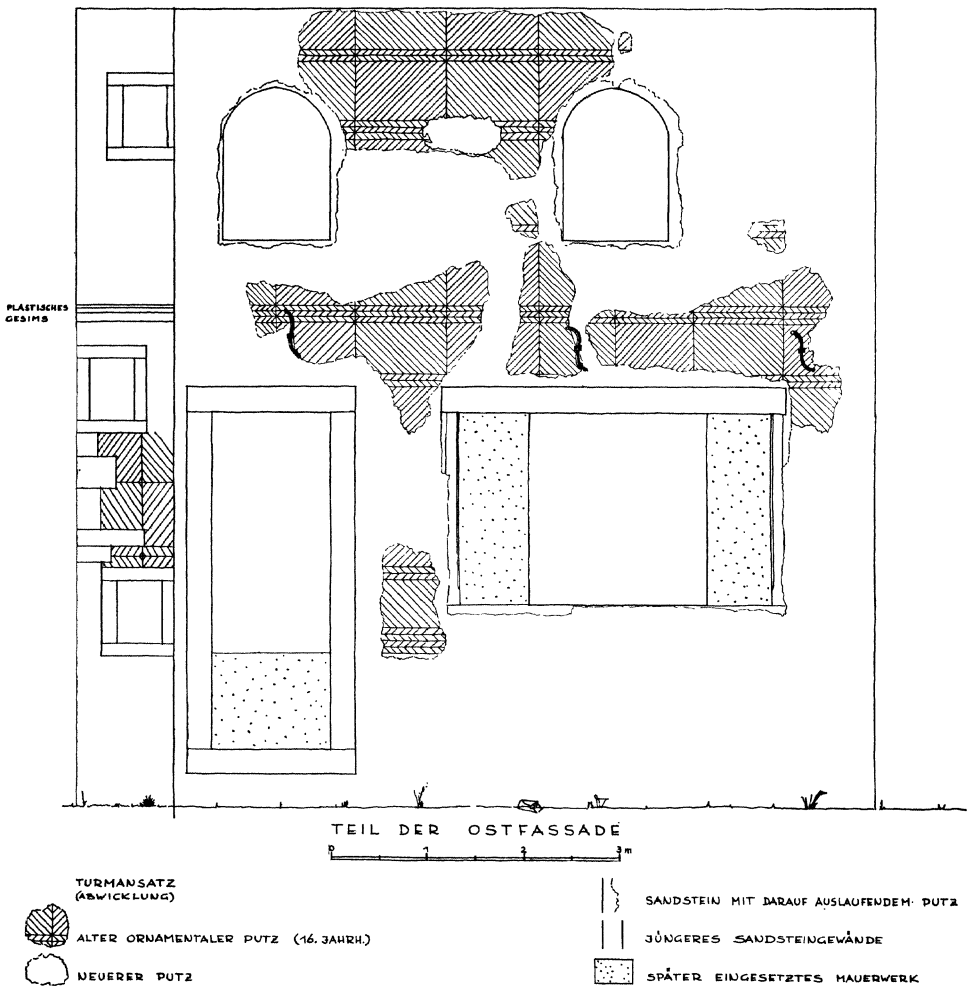 PLASTISCHES
GESIMS
TEIL DER OSTFASSADE
0 1 2 3 m
TURMANSATZ
(ABWICKLUNG)
ALTER ORNAMENTALER PUTZ (16. JAHRH.)
NEUERER PUTZ
SANDSTEIN MIT DARAUF AUSLAUFENDEM PUTZ
JÜNGERES SANDSTEINGEWÄNDE
SPÄTER EINGESETZTES MAUERWERK